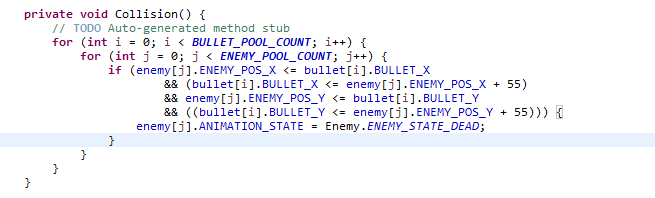 private void Collision() {
// TODO Auto-generated method stub
for (int i = 0; i < BULLET_POOL_COUNT; i++) {
for (int j = 0; j < ENEMY_POOL_COUNT; j++) {
if (enemy[j].ENEMY_POS_X <= bullet[i].BULLET_X
&& (bullet[i].BULLET_X <= enemy[j].ENEMY_POS_X + 55)
&& enemy[j].ENEMY_POS_Y <= bullet[i].BULLET_Y
&& ((bullet[i].BULLET_Y <= enemy[j].ENEMY_POS_Y + 55))) {
enemy[j].ANIMATION_STATE = Enemy.ENEMY_STATE_DEAD;
}
}
}
}